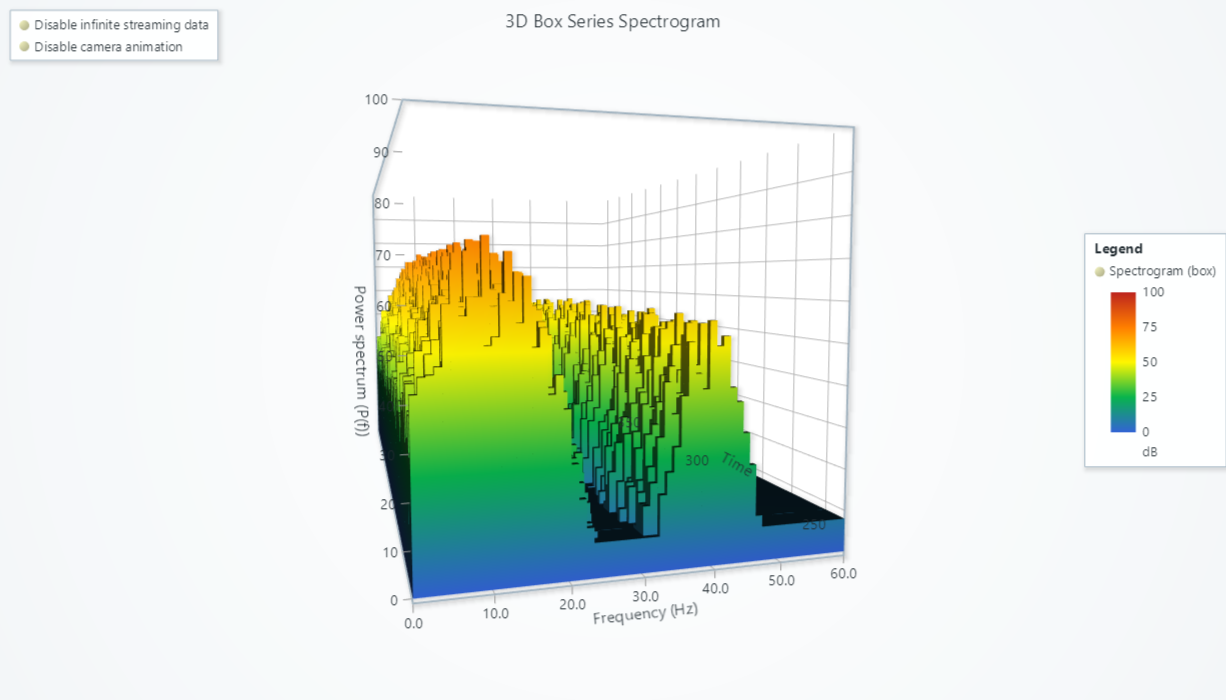 Disable infinite streaming data
Disable camera animation
3D Box Series Spectrogram
100
90
80
70
60
50
30
20
10
0
Power spectrum (P(f))
0.0
10.0
20.0
30.0
40.0
50.0
60.0
Frequency (Hz)
300
Time
250
Legend
Spectrogram (box)
100
75
50
25
0
dB